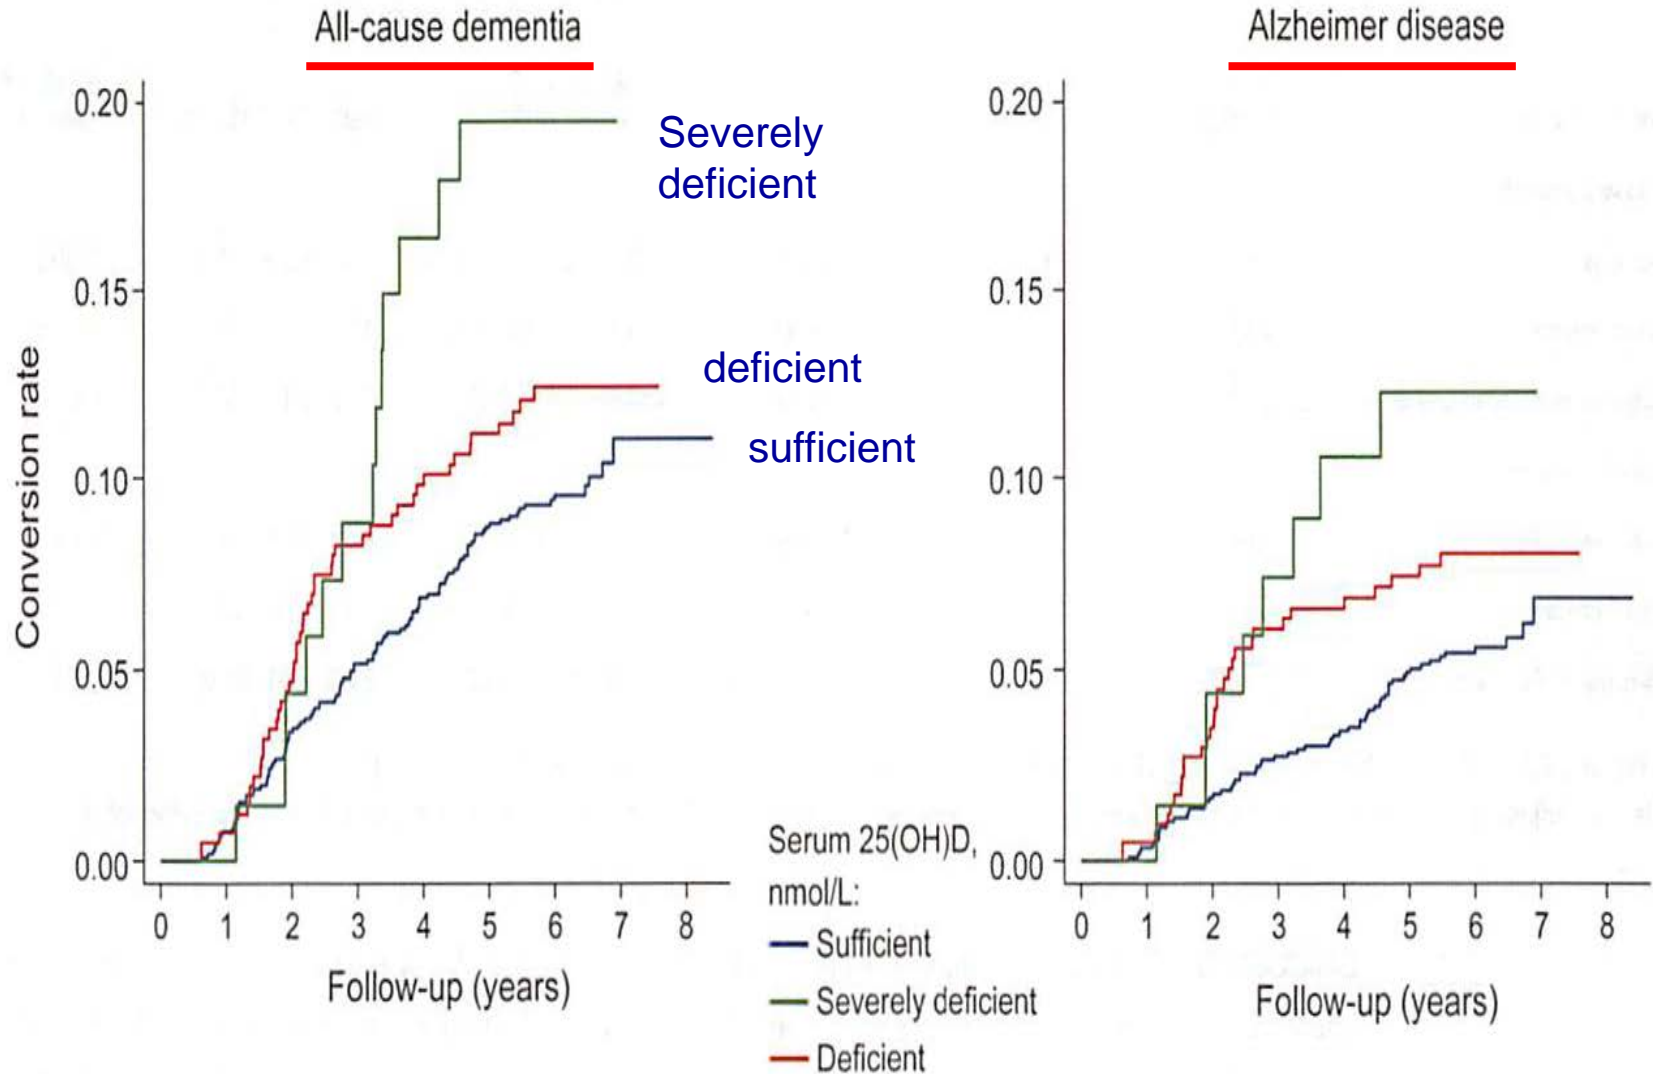 All-cause dementia
Conversion rate
0.20
0.15
0.10
0.05
0.00
0 1 2 3 4 5 6 7 8
Follow-up (years)
Severely
deficient
deficient
sufficient
Serum 25(OH)D,
nmol/L:
Sufficient
Severely deficient
Deficient
Alzheimer disease
0.20
0.15
0.10
0.05
0.00
0 1 2 3 4 5 6 7 8
Follow-up (years)